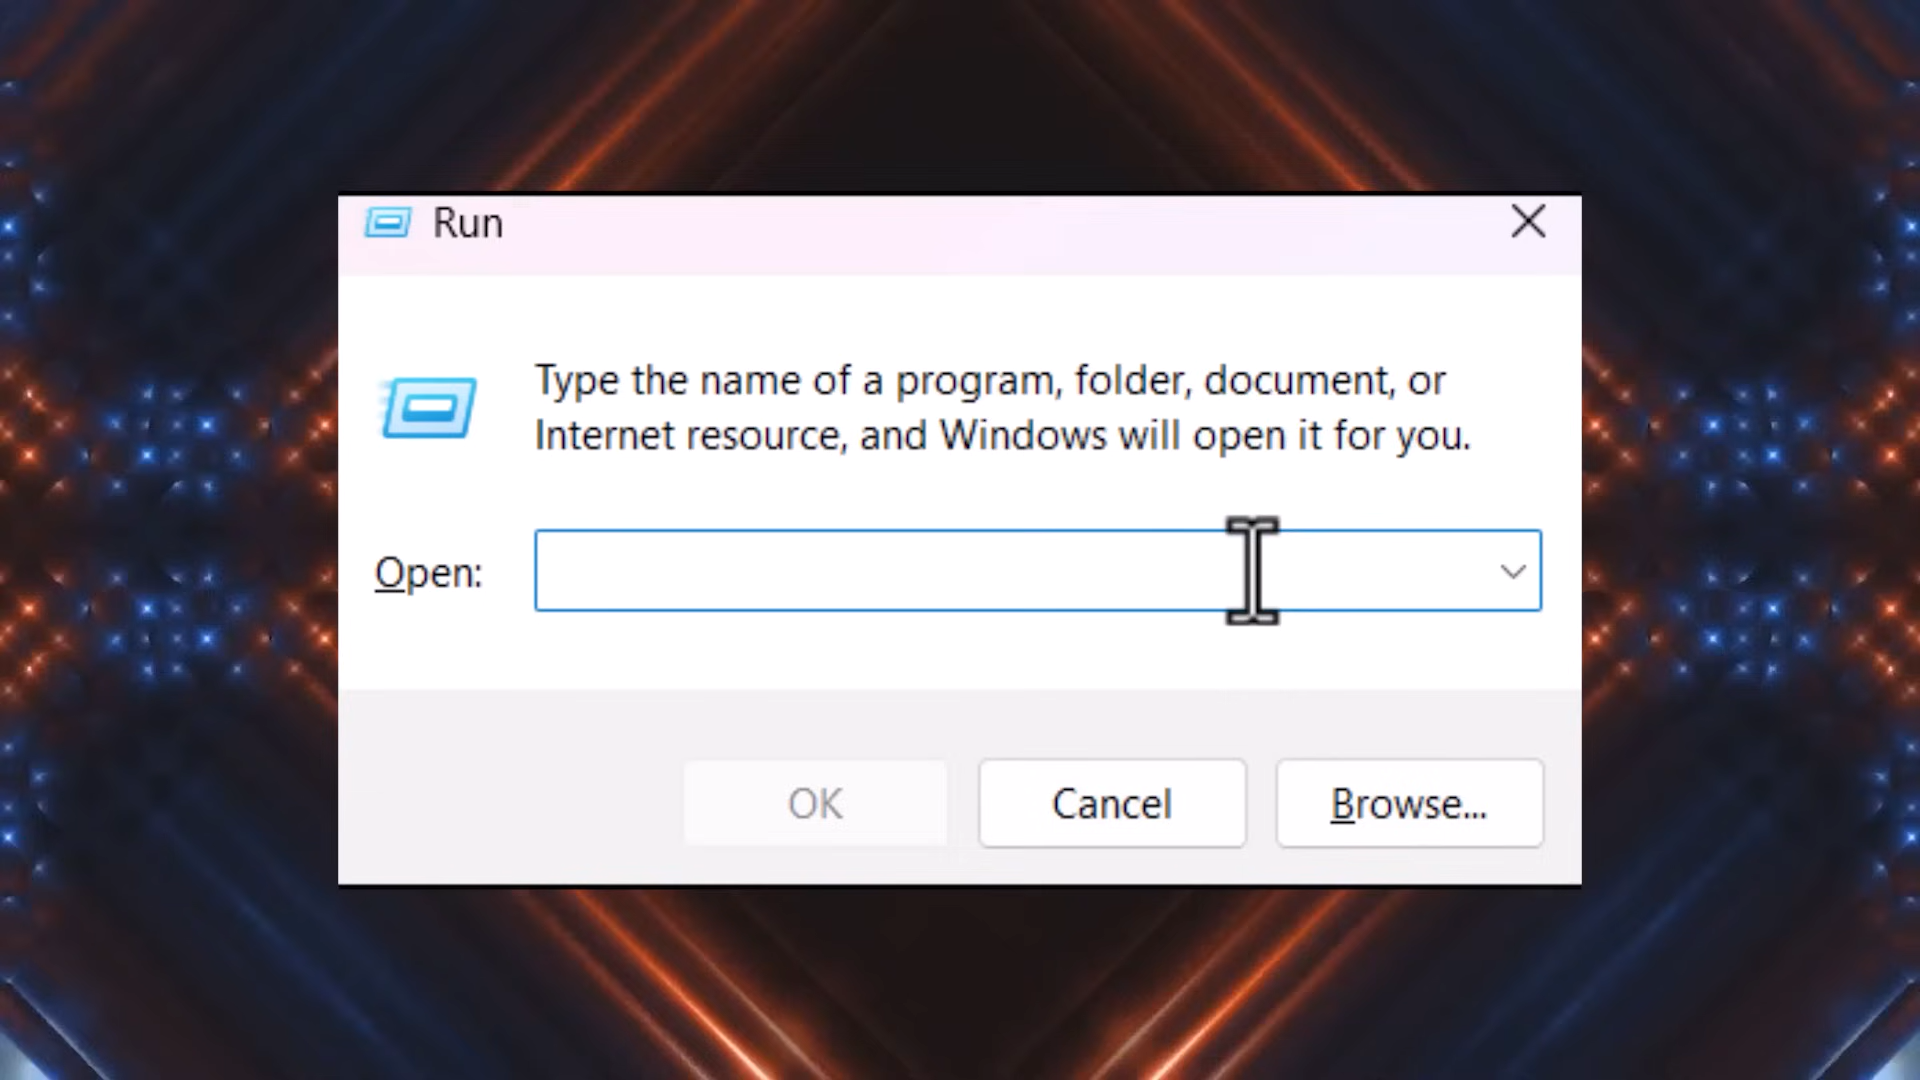 Run
Type the name of a program, folder, document, or
Internet resource, and Windows will open it for you.
Open:
OK
Cancel
Browse...